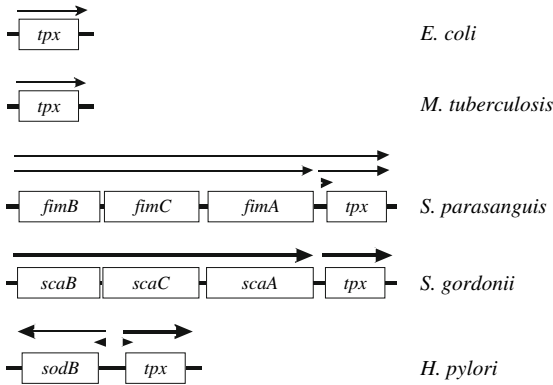 tpx E. coli
tpx M. tuberculosis
fimB fimC fimA tpx S. parasanguis
scaB scaC scaA tpx S. gordonii
sodB tpx H. pylori